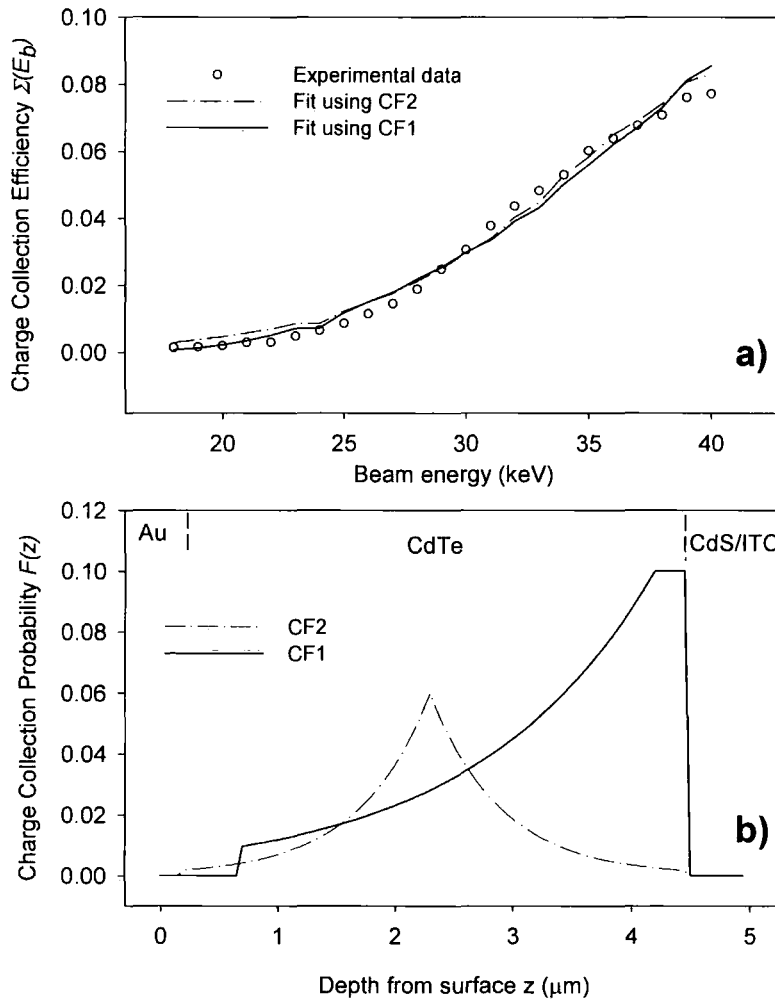 0.10
0.08
0.06
0.04
0.02
0.00
Charge Collection Efficiency Σ(E_b)
Experimental data
Fit using CF2
Fit using CF1
a)
20 25 30 35 40
Beam energy (keV)
0.12
0.10
0.08
0.06
0.04
0.02
0.00
Charge Collection Probability F(z)
Au CdTe CdS/ITO
CF2
CF1
b)
0 1 2 3 4 5
Depth from surface z (μm)